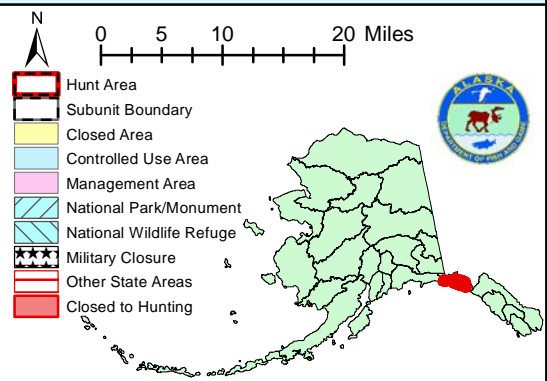 N
0 5 10 20 Miles
Hunt Area
Subunit Boundary
Closed Area
Controlled Use Area
Management Area
National Park/Monument
National Wildlife Refuge
Military Closure
Other State Areas
Closed to Hunting
ALASKA
DEPARTMENT OF FISH AND GAME